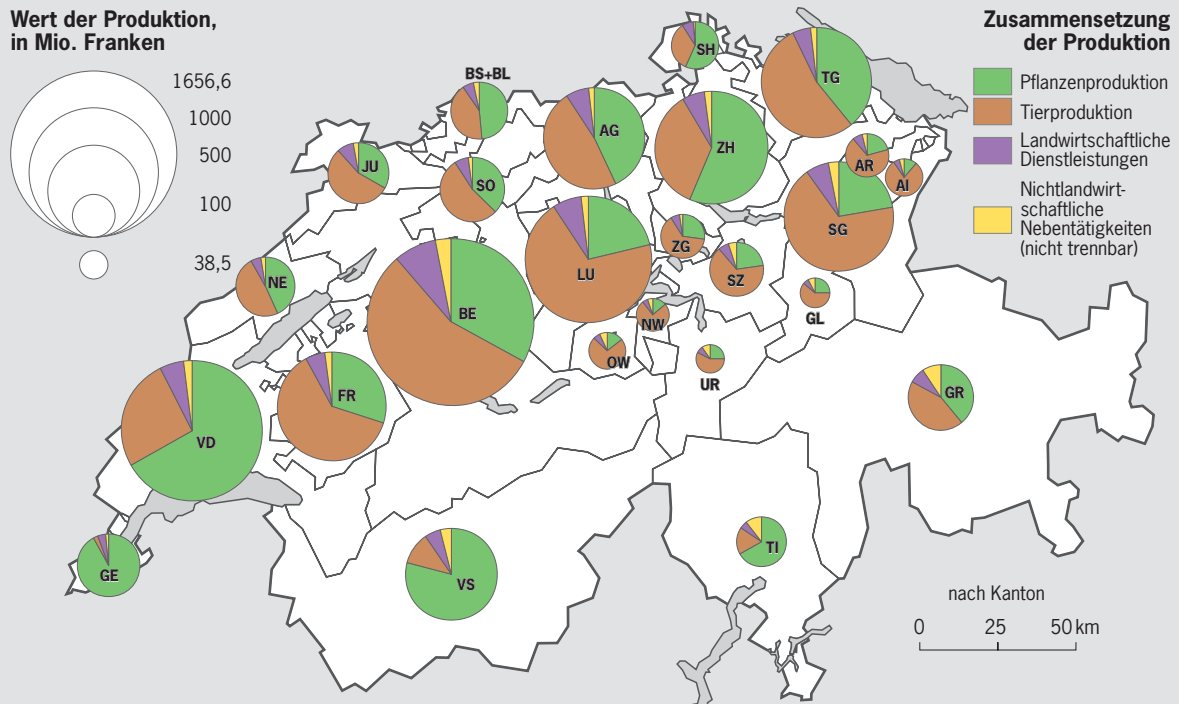 Wert der Produktion,
in Mio. Franken
1656,6
1000
500
100
38,5
Zusammensetzung
der Produktion
Pflanzenproduktion
Tierproduktion
Landwirtschaftliche
Dienstleistungen
Nichtlandwirt-
schaftliche
Nebentätigkeiten
(nicht trennbar)
SH
TG
BS+BL
AG
ZH
JU
SO
AR
AI
SG
ZG
LU
SZ
NE
BE
GL
NW
OW
UR
FR
GR
VD
TI
GE
VS
nach Kanton
0 25 50 km